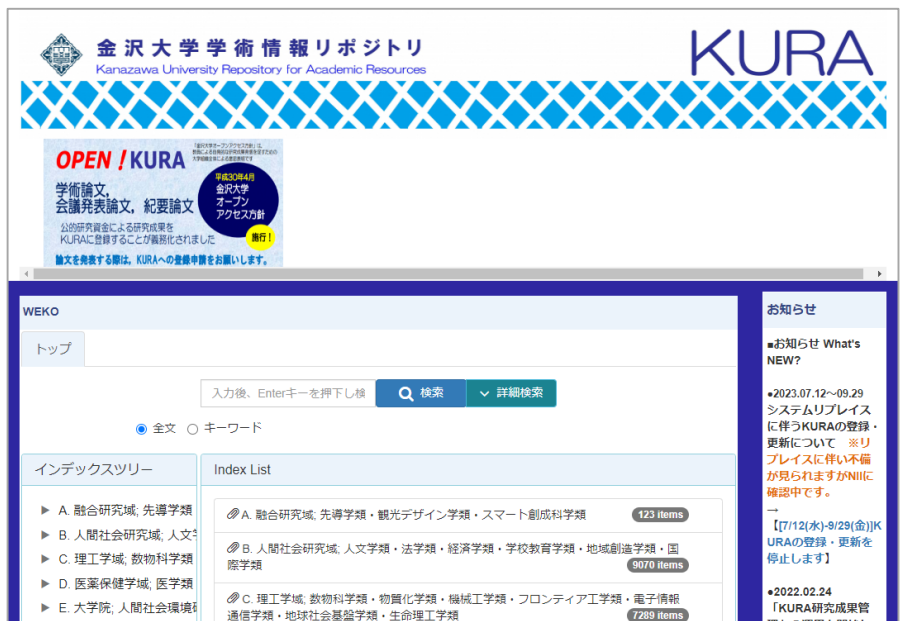 金沢大学学術情報リポジトリ
Kanazawa University Repository for Academic Resources
KURA
OPEN ! KURA
平成30年4月
金沢大学
オープン
アクセス方針
施行！
学術論文,
会議発表論文, 紀要論文
公的研究資金による研究成果を
KURAに登録することが義務化されました
論文を発表する際は、KURAへの登録申請をお願いします。
WEKO
トップ
入力後、Enterキーを押下し検
検索
詳細検索
全文
キーワード
インデックスツリー
A. 融合研究域; 先導学類
B. 人間社会研究域; 人文学
C. 理工学域; 数物科学類
D. 医薬保健学域; 医学類
E. 大学院; 人間社会環境研
Index List
A. 融合研究域; 先導学類・観光デザイン学類・スマート創成科学類
123 items
B. 人間社会研究域; 人文学類・法学類・経済学類・学校教育学類・地域創造学類・国
際学類
9070 items
C. 理工学域; 数物科学類・物質化学類・機械工学類・フロンティア工学類・電子情報
通信学類・地球社会基盤学類・生命理工学類
7289 items
お知らせ
■お知らせ What's
NEW?
●2023.07.12～09.29
システムリプレイス
に伴うKURAの登録・
更新について ※リ
プレイスに伴い不備
が見られますがNIIに
確認中です。
→
【[7/12(水)-9/29(金)]K
URAの登録・更新を
停止します】
●2022.02.24
「KURA研究成果管